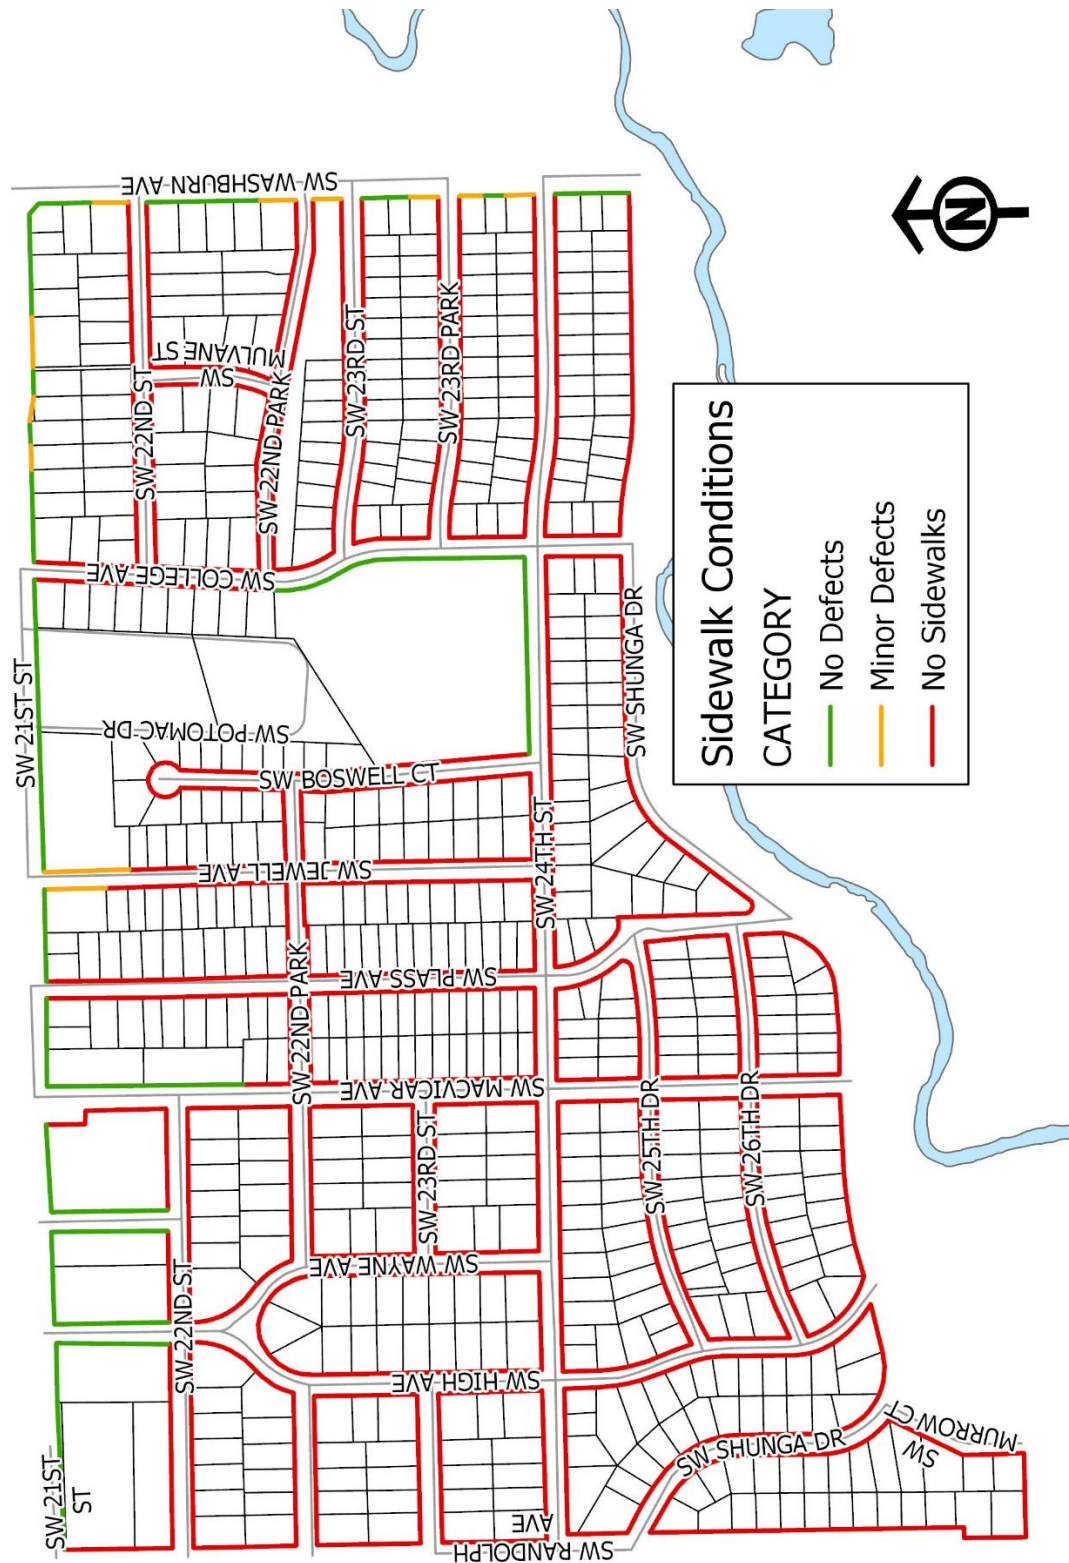 SW 21ST
ST
SW 21ST ST
SW WASHBURN AVE
SW 22ND ST
SW 22ND ST
SW
MULVANE ST
SW 22ND PARK
SW 22ND PARK
SW COLLEGE AVE
SW POTOMAC DR
SW BOSWELL CT
SW JEWELL AVE
SW PLASS AVE
SW MACVICAR AVE
SW WAYNE AVE
SW HIGH AVE
SW RANDOLPH
AVE
SW 23RD ST
SW 23RD ST
SW 23RD PARK
SW 24TH ST
SW 25TH DR
SW 26TH DR
SW SHUNGA DR
SW SHUNGA DR
SW
MURROW CT
N
Sidewalk Conditions
CATEGORY
No Defects
Minor Defects
No Sidewalks